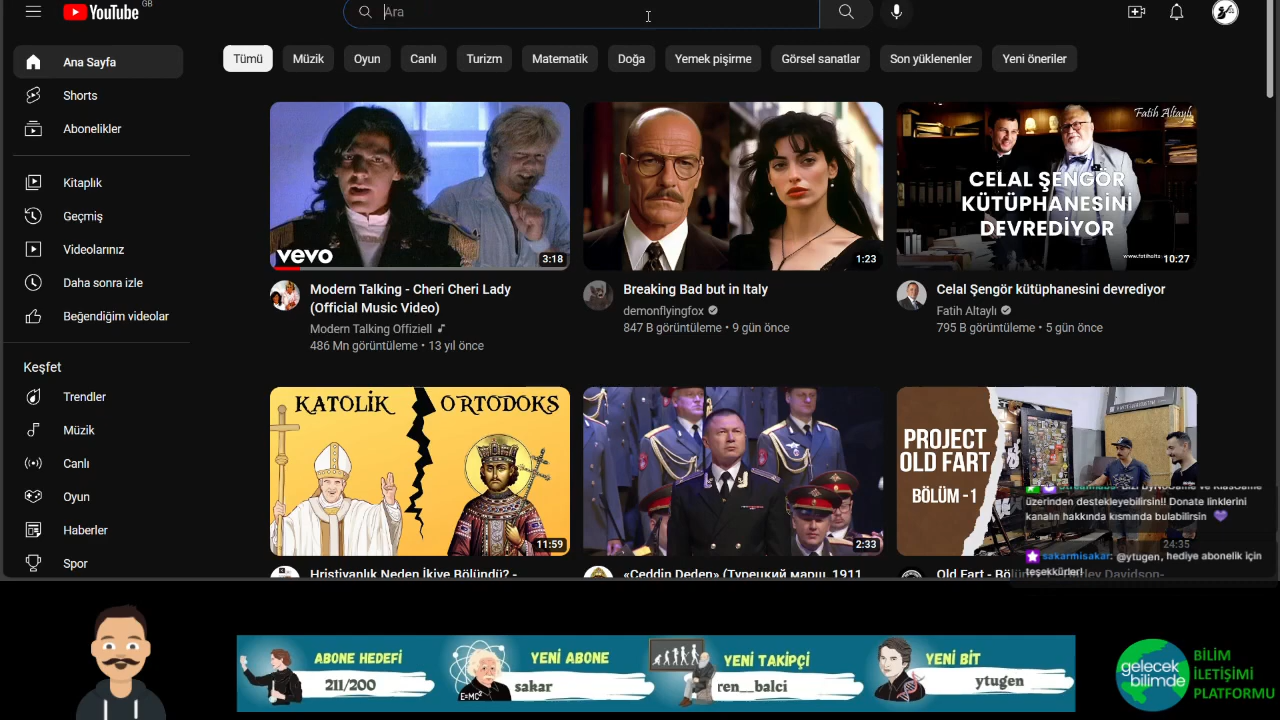 YouTube GB
Ara
Ana Sayfa
Shorts
Abonelikler
Kitaplık
Geçmiş
Videolarınız
Daha sonra izle
Beğendiğim videolar
Keşfet
Trendler
Müzik
Canlı
Oyun
Haberler
Spor
Tümü Müzik Oyun Canlı Turizm Matematik Doğa Yemek pişirme Görsel sanatlar Son yüklenenler Yeni öneriler
vevo
3:18
Modern Talking - Cheri Cheri Lady
(Official Music Video)
Modern Talking Offiziell
486 Mn görüntüleme • 13 yıl önce
1:23
Breaking Bad but in Italy
demonflyingfox
847 B görüntüleme • 9 gün önce
Fatih Altaylı
CELAL ŞENGÖR
KÜTÜPHANESİNİ
DEVREDİYOR
10:27
Celal Şengör kütüphanesini devrediyor
Fatih Altaylı
795 B görüntüleme • 5 gün önce
KATOLİK ORTODOKS
11:59
Hristiyanlık Neden İkiye Bölündü? -
2:33
«Ceddin Deden» (Турецкий марш, 1911
PROJECT
OLD FART
BÖLÜM - 1
24:35
üzerinden destekleyebilirsin!! Donate linklerini
kanalın hakkında kısmında bulabilirsin
sakarmisakar: @ytugen, hediye abonelik için
teşekkürler!
ABONE HEDEFİ
211/200
E=MC²
YENİ ABONE
sakar
YENİ TAKİPÇİ
ren__balci
YENİ BİT
ytugen
gelecek
bilimde
BİLİM
İLETİŞİMİ
PLATFORMU